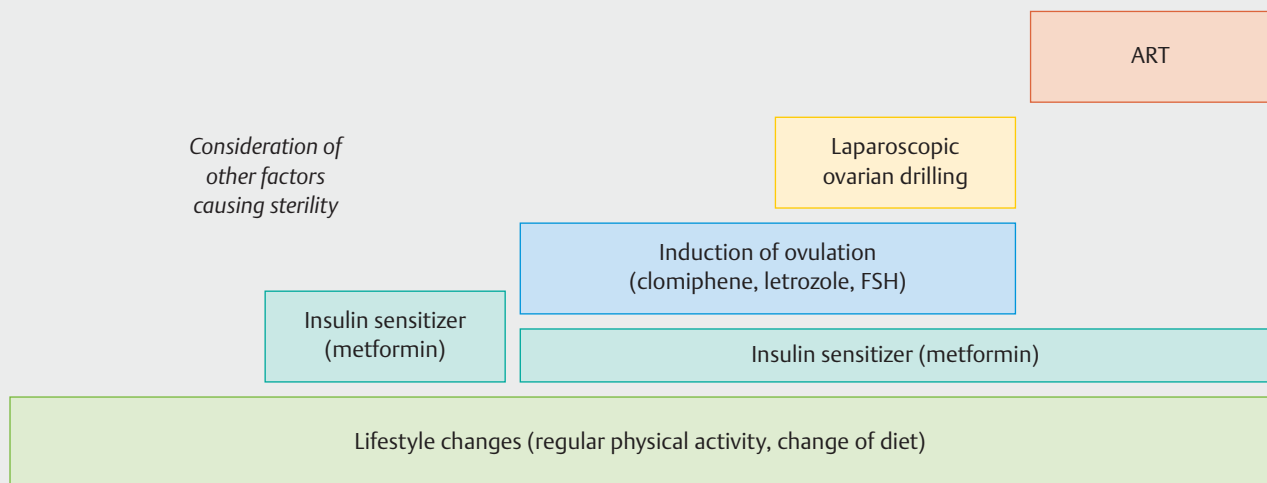 ART
Laparoscopic
ovarian drilling
Consideration of
other factors
causing sterility
Induction of ovulation
(clomiphene, letrozole, FSH)
Insulin sensitizer
(metformin)
Insulin sensitizer (metformin)
Lifestyle changes (regular physical activity, change of diet)